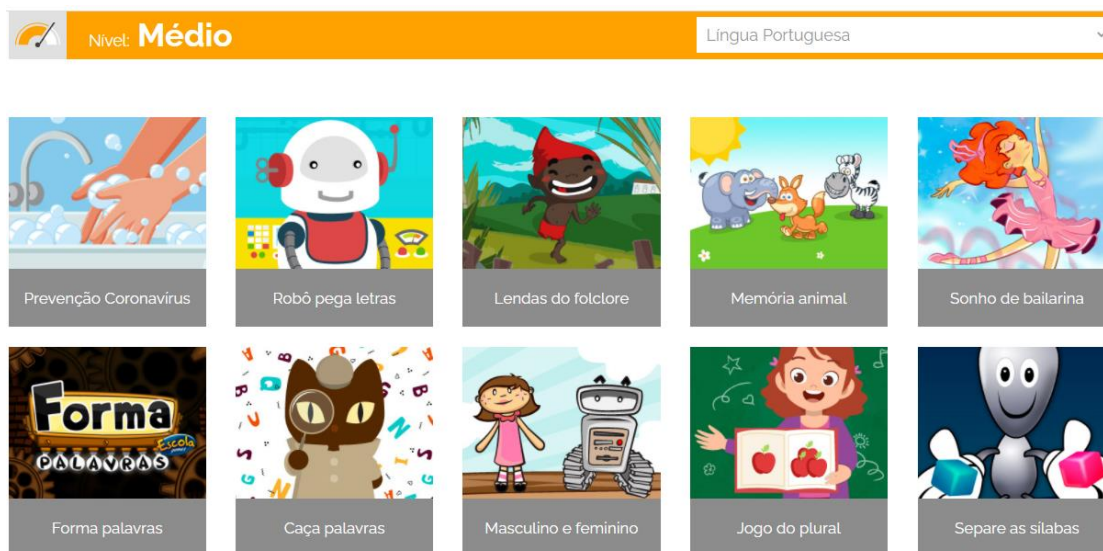 Nível: Médio
Língua Portuguesa
Prevenção Coronavírus
Robô pega letras
Lendas do folclore
Memória animal
Sonho de bailarina
Forma
Escola
PALAVRAS
Forma palavras
Caça palavras
Masculino e feminino
Jogo do plural
Separe as sílabas